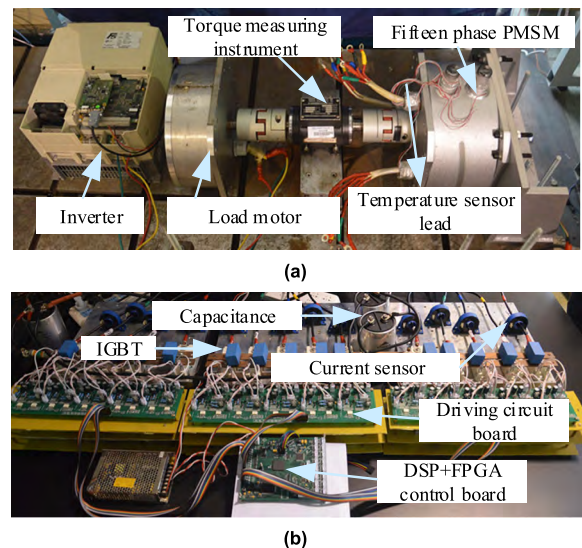 Torque measuring
instrument
Fifteen phase PMSM
Inverter
Load motor
Temperature sensor
lead
(a)
Capacitance
IGBT
Current sensor
Driving circuit
board
DSP+FPGA
control board
(b)